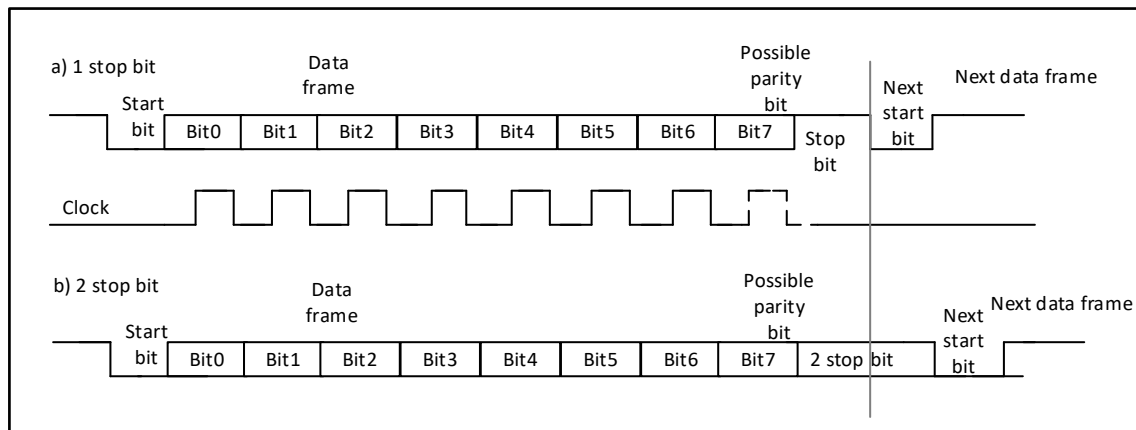 a) 1 stop bit
Data
frame
Possible
parity
bit
Next data frame
Start
bit
Next
start
bit
Bit0 Bit1 Bit2 Bit3 Bit4 Bit5 Bit6 Bit7
Stop
bit
Clock
b) 2 stop bit
Data
frame
Possible
parity
bit
Next data frame
Start
bit
Next
start
bit
Bit0 Bit1 Bit2 Bit3 Bit4 Bit5 Bit6 Bit7 2 stop bit